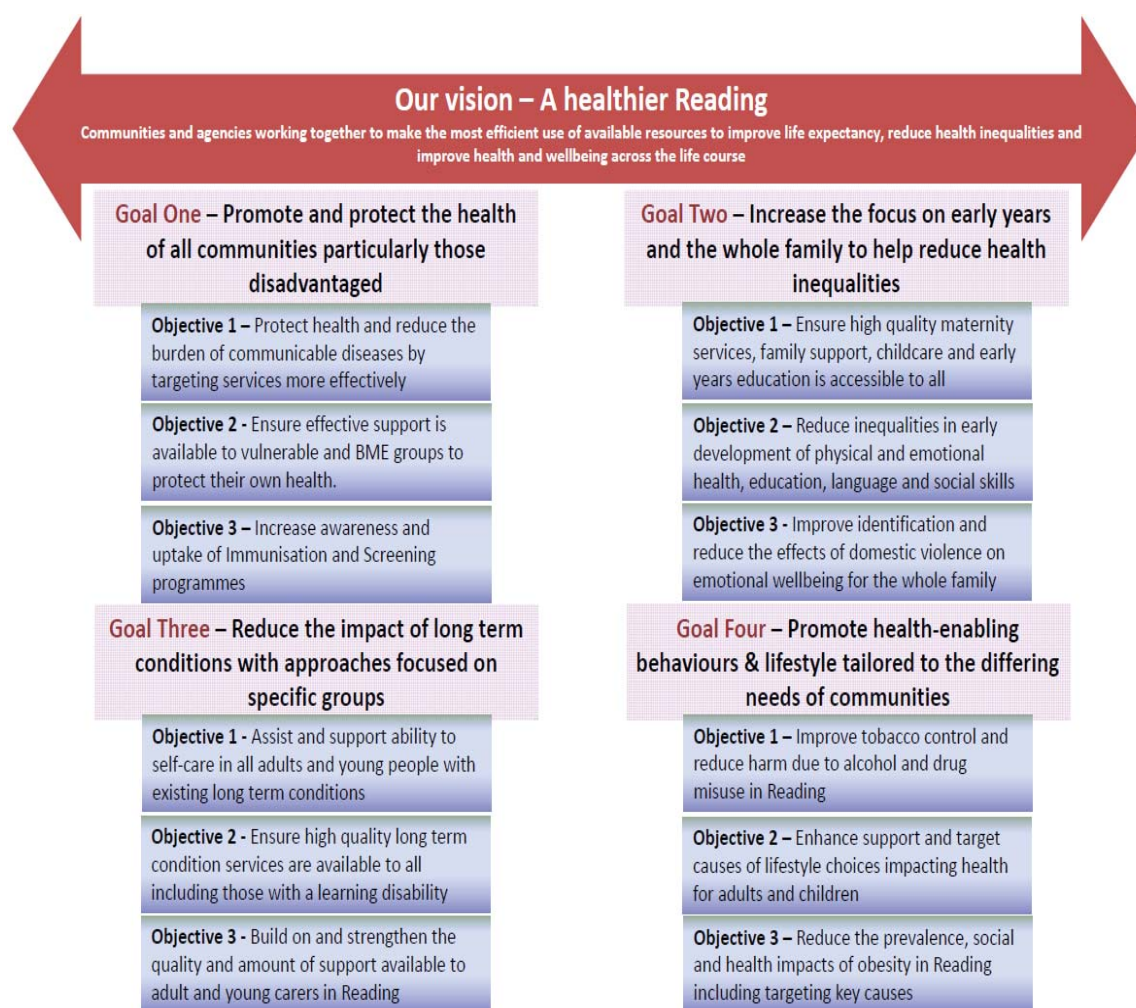 Our vision – A healthier Reading
Communities and agencies working together to make the most efficient use of available resources to improve life expectancy, reduce health inequalities and
improve health and wellbeing across the life course
Goal One – Promote and protect the health
of all communities particularly those
disadvantaged
Objective 1 – Protect health and reduce the
burden of communicable diseases by
targeting services more effectively
Objective 2 - Ensure effective support is
available to vulnerable and BME groups to
protect their own health.
Objective 3 – Increase awareness and
uptake of Immunisation and Screening
programmes
Goal Two – Increase the focus on early years
and the whole family to help reduce health
inequalities
Objective 1 – Ensure high quality maternity
services, family support, childcare and early
years education is accessible to all
Objective 2 – Reduce inequalities in early
development of physical and emotional
health, education, language and social skills
Objective 3 - Improve identification and
reduce the effects of domestic violence on
emotional wellbeing for the whole family
Goal Three – Reduce the impact of long term
conditions with approaches focused on
specific groups
Objective 1 - Assist and support ability to
self-care in all adults and young people with
existing long term conditions
Objective 2 - Ensure high quality long term
condition services are available to all
including those with a learning disability
Objective 3 - Build on and strengthen the
quality and amount of support available to
adult and young carers in Reading
Goal Four – Promote health-enabling
behaviours & lifestyle tailored to the differing
needs of communities
Objective 1 – Improve tobacco control and
reduce harm due to alcohol and drug
misuse in Reading
Objective 2 – Enhance support and target
causes of lifestyle choices impacting health
for adults and children
Objective 3 – Reduce the prevalence, social
and health impacts of obesity in Reading
including targeting key causes